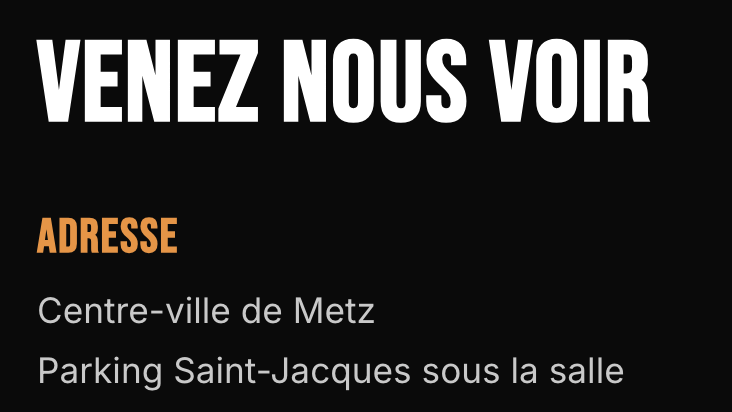 VENEZ NOUS VOIR
ADRESSE
Centre-ville de Metz
Parking Saint-Jacques sous la salle